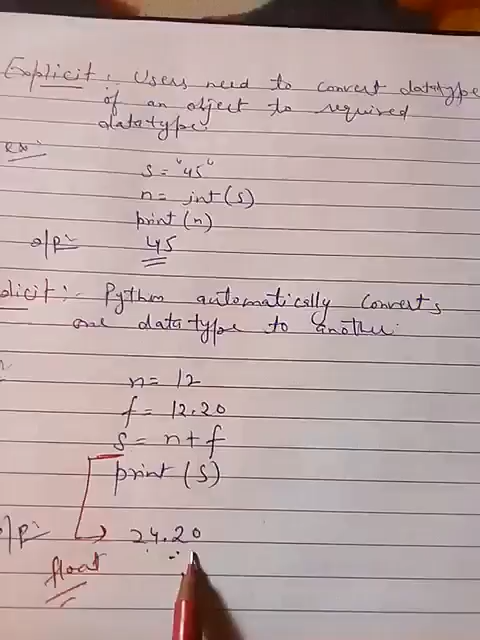 Explicit : Users need to convert datatype
of an object to required
datatype.
ex:
s = "45"
n = int(s)
print(n)
o/p:- 45
plicit :- Python automatically converts
one datatype to another.
n = 12
f = 12.20
s = n+f
print(s)
o/p:- 24.20
float